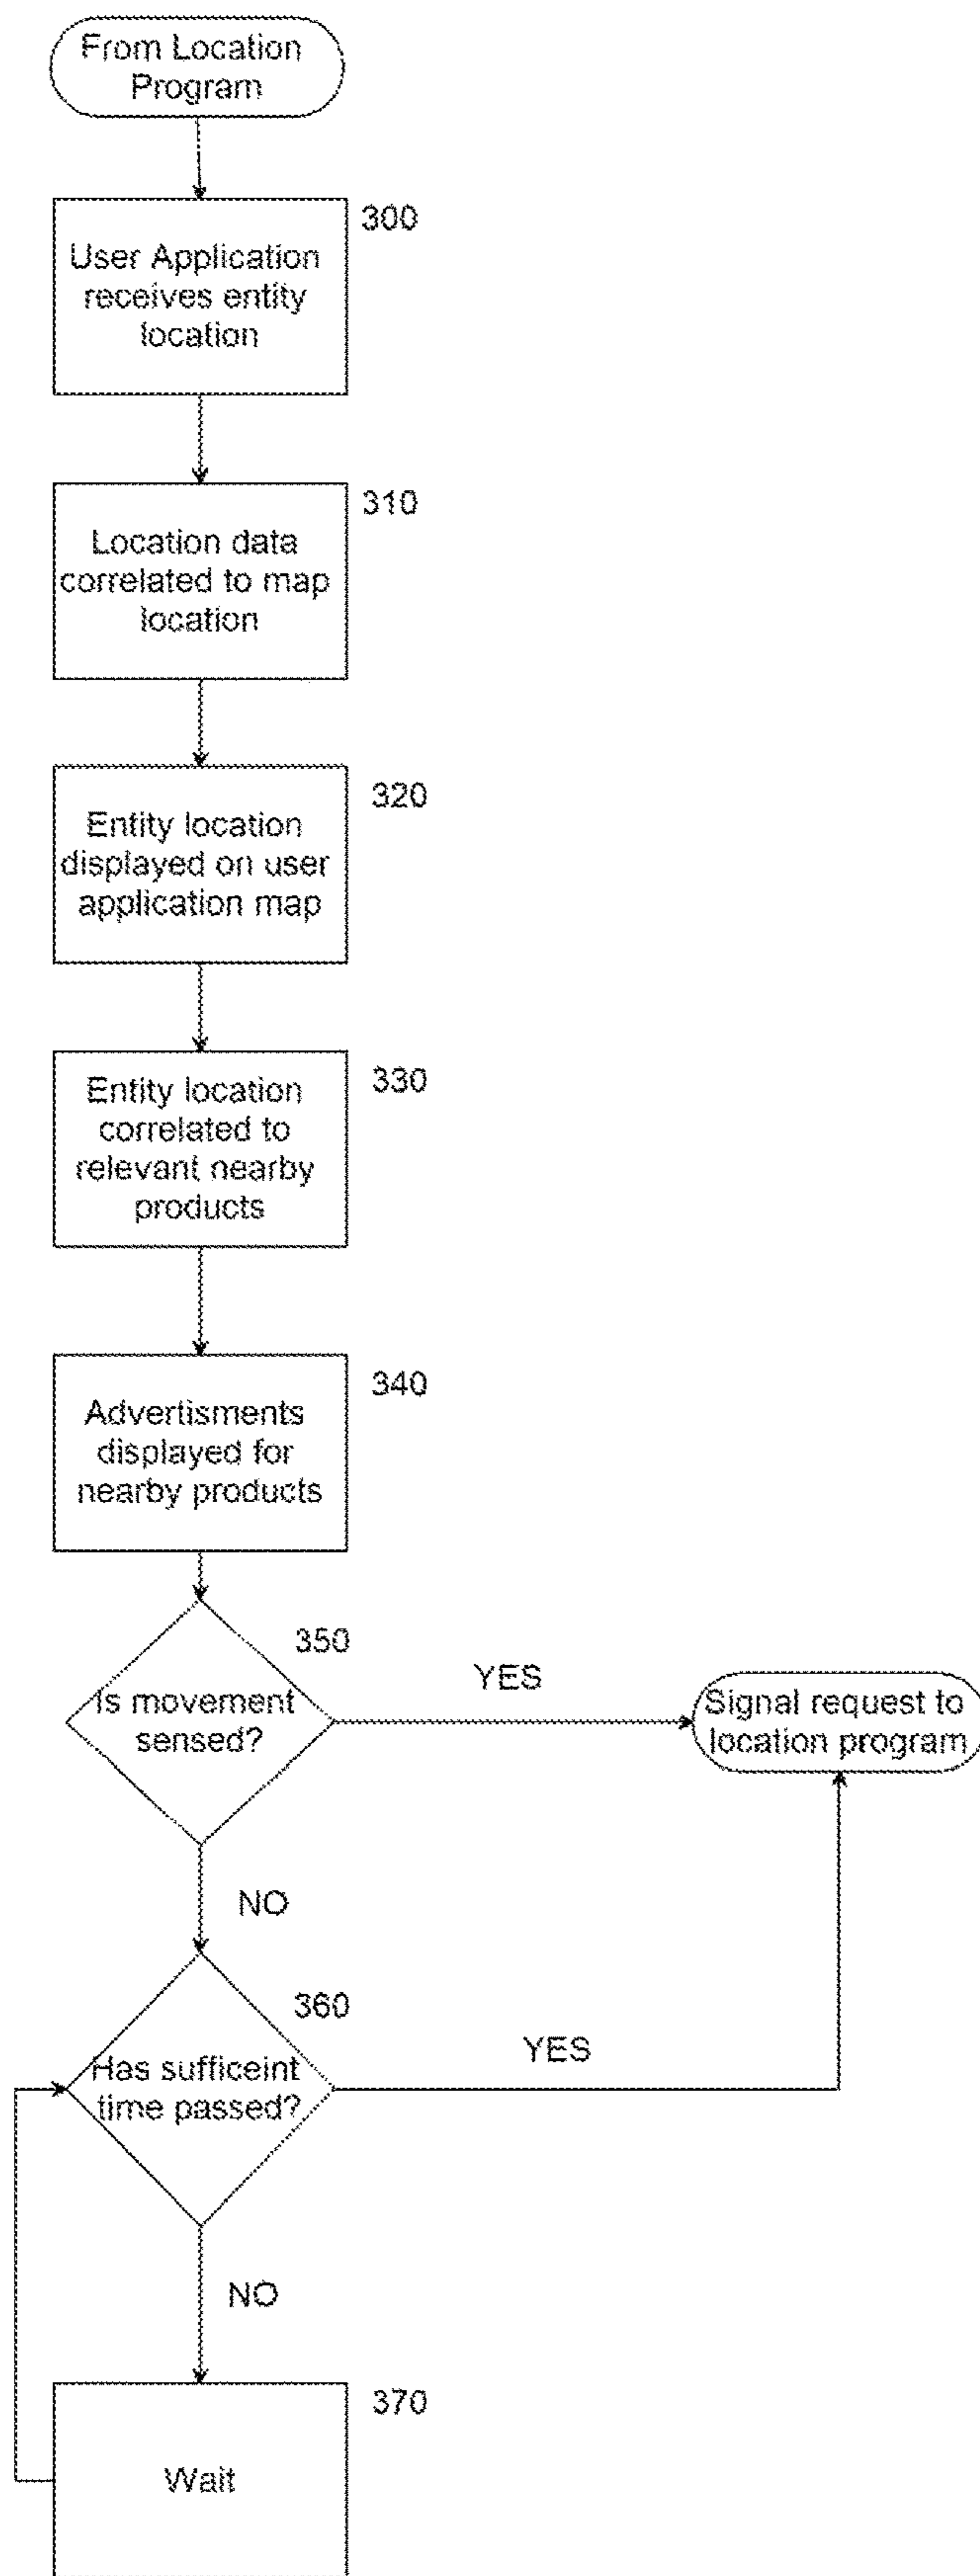 From Location
Program
300
User Application
receives entity
location
310
Location data
correlated to map
location
320
Entity location
displayed on user
application map
330
Entity location
correlated to
relevant nearby
products
340
Advertisments
displayed for
nearby products
350
Is movement
sensed?
YES
Signal request to
location program
NO
360
Has sufficeint
time passed?
YES
NO
370
Wait